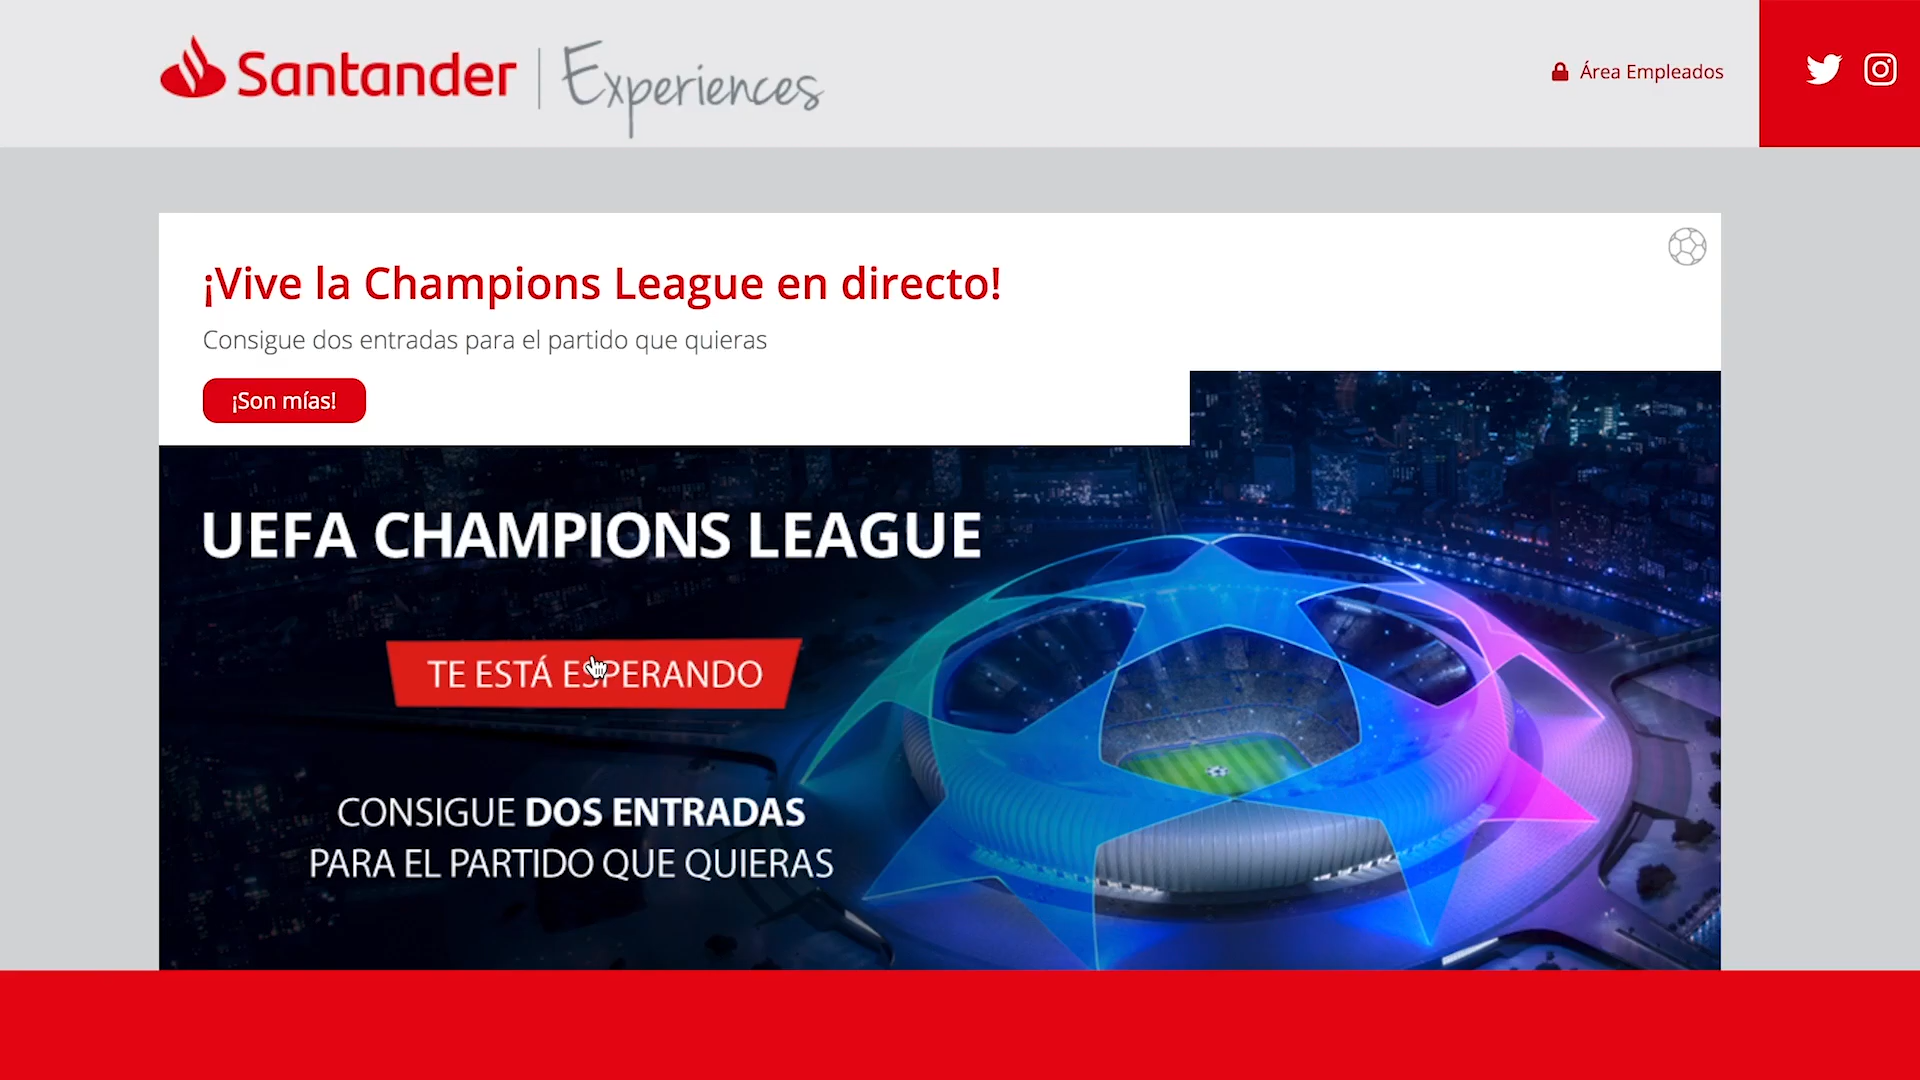 Santander Experiences
Área Empleados
¡Vive la Champions League en directo!
Consigue dos entradas para el partido que quieras
¡Son mías!
UEFA CHAMPIONS LEAGUE
TE ESTÁ ESPERANDO
CONSIGUE DOS ENTRADAS
PARA EL PARTIDO QUE QUIERAS